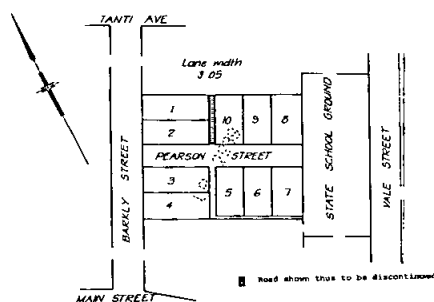 TANTI AVE
Lane width
3.05
1
2
10
9
8
PEARSON STREET
3
4
5
6
7
BARKLY STREET
STATE SCHOOL GROUND
VALE STREET
MAIN STREET
Road shown thus to be discontinued